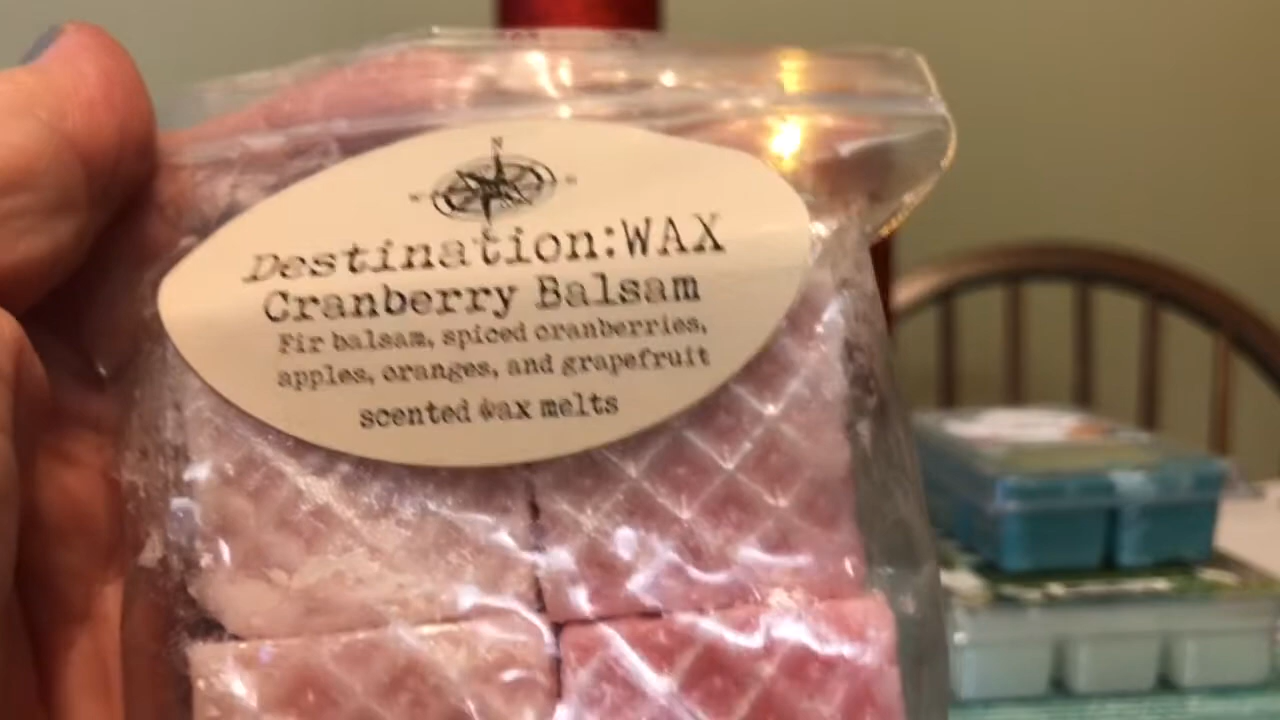 N
Destination:WAX
Cranberry Balsam
Fir balsam, spiced cranberries,
apples, oranges, and grapefruit
scented wax melts